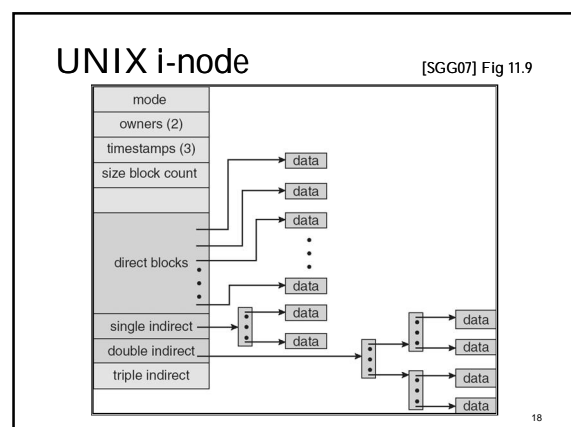 UNIX i-node
[SGG07] Fig 11.9
mode
owners (2)
timestamps (3)
size block count
data
data
data
direct blocks
data
data
single indirect
data
data
double indirect
data
triple indirect
data
data
18